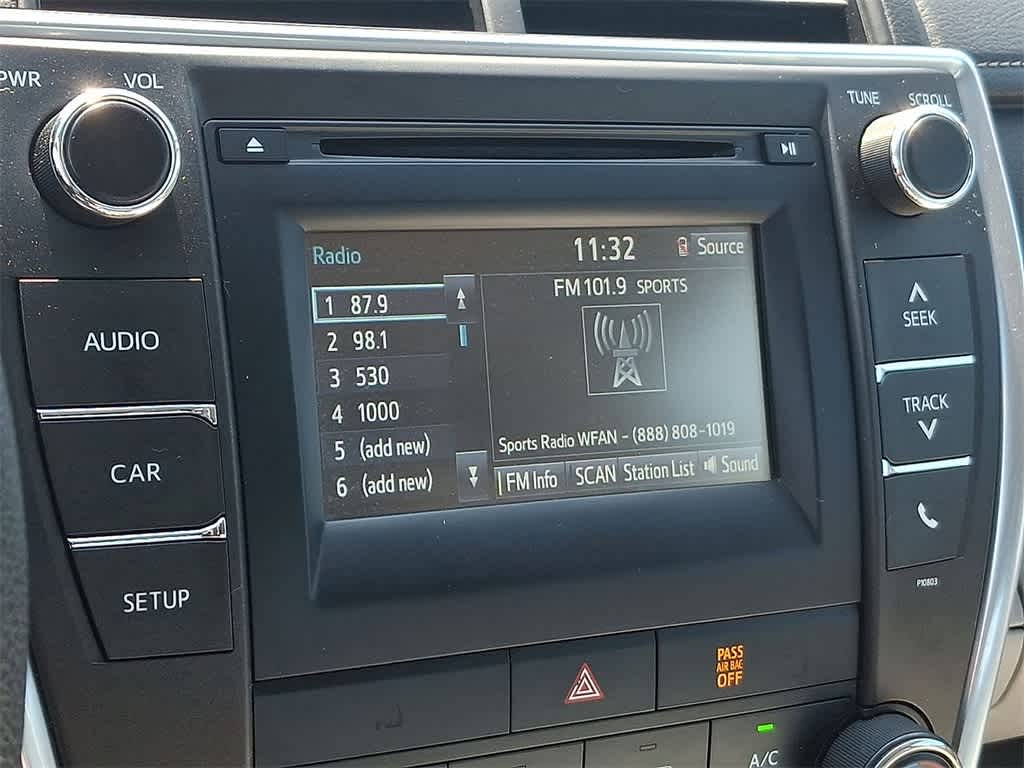 PWR VOL
TUNE SCROLL
AUDIO
CAR
SETUP
Radio 11:32 Source
FM 101.9 SPORTS
1 87.9
2 98.1
3 530
4 1000
5 (add new)
6 (add new)
Sports Radio WFAN - (888) 808-1019
FM Info SCAN Station List Sound
SEEK
TRACK
P10803
PASS
AIR BAG
OFF
A/C